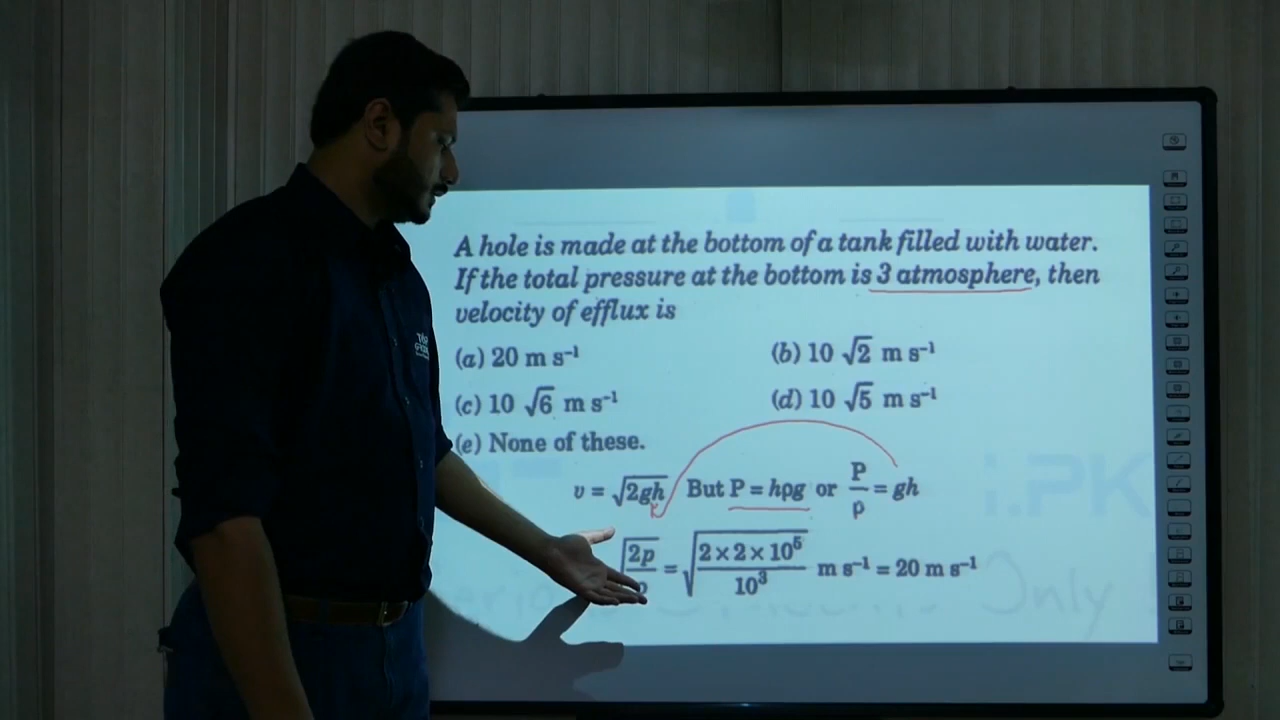 A hole is made at the bottom of a tank filled with water.
If the total pressure at the bottom is 3 atmosphere, then
velocity of efflux is
(a) 20 m s⁻¹ (b) 10 √2 m s⁻¹
(c) 10 √6 m s⁻¹ (d) 10 √5 m s⁻¹
(e) None of these.
υ = √2gh But P = hρg or P/ρ = gh
√2p/ρ = √(2 × 2 × 10⁵/10³) m s⁻¹ = 20 m s⁻¹
Only